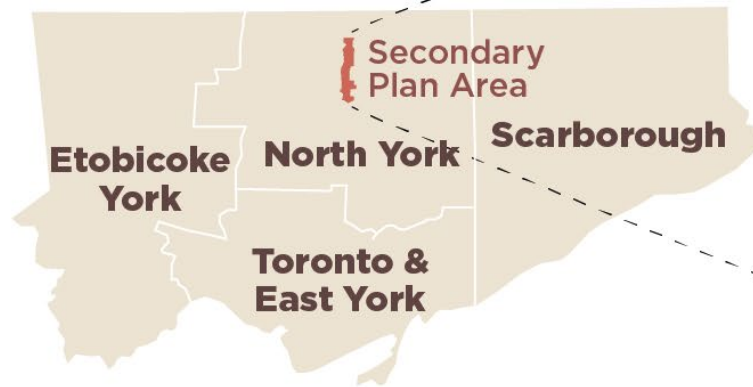 Secondary
Plan Area
Etobicoke
York
North York
Scarborough
Toronto &
East York